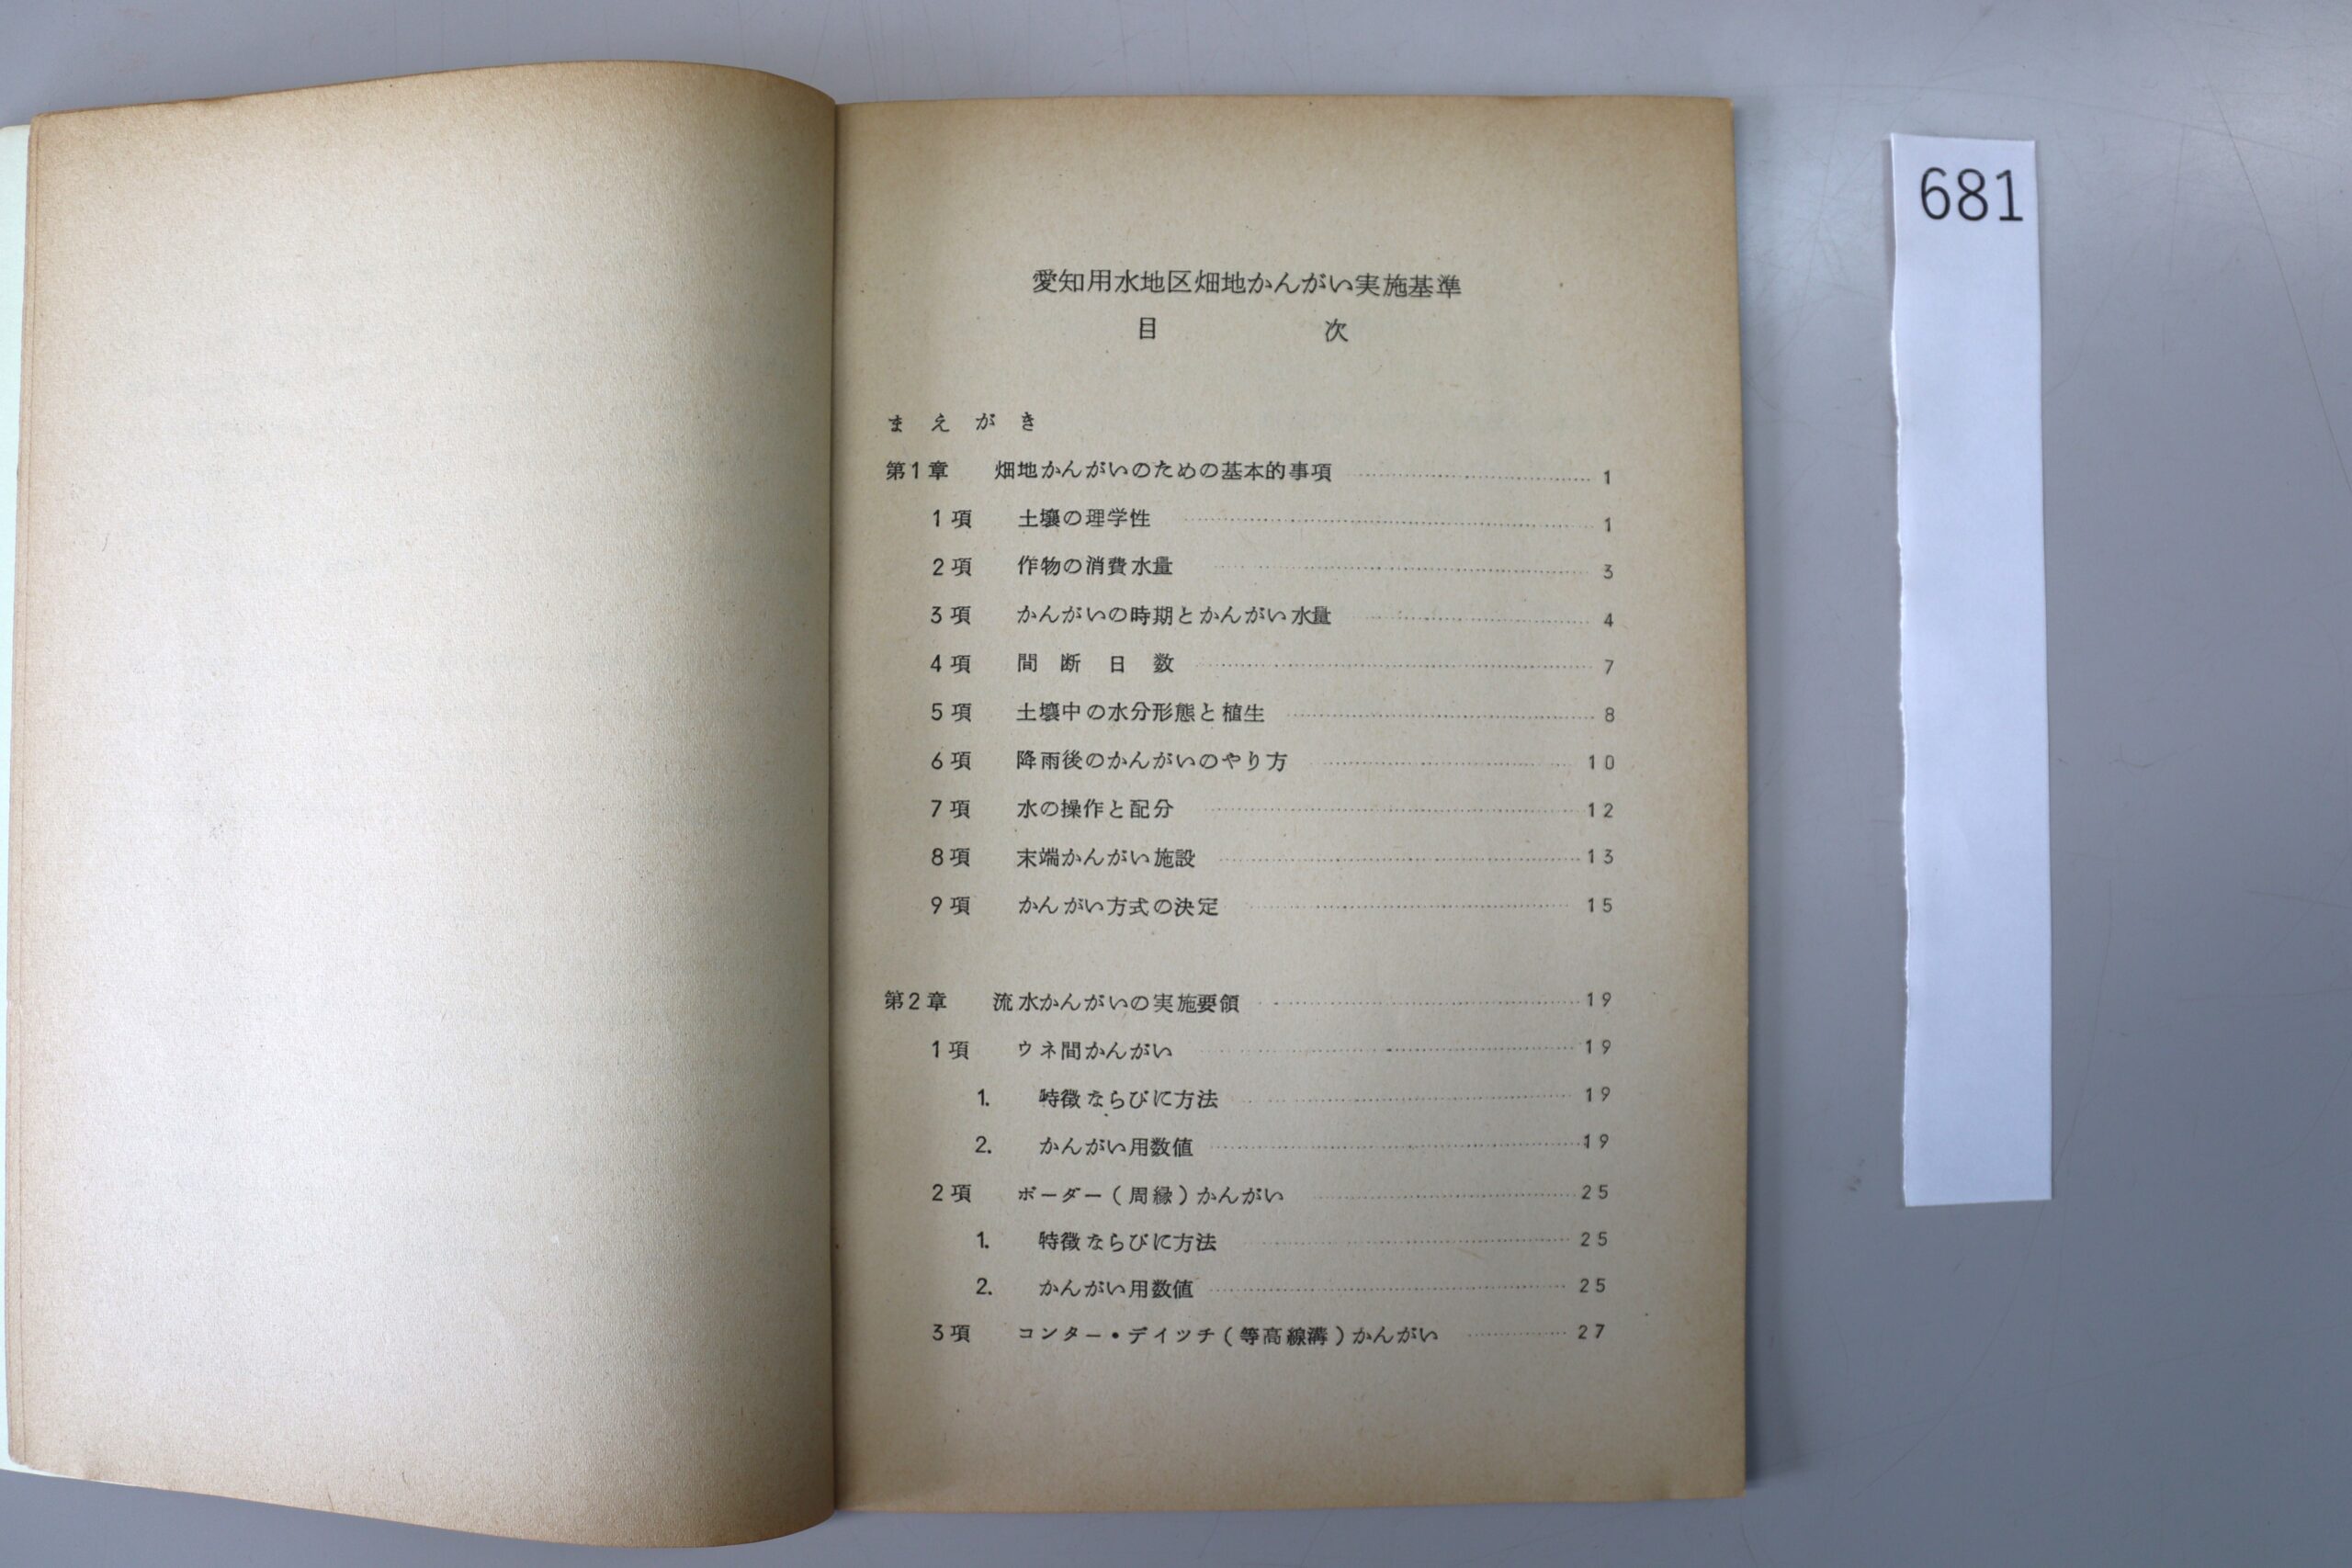 愛知用水地区畑地かんがい実施基準
目 次
まえがき
第1章 畑地かんがいのための基本的事項 1
1項 土壌の理学性 1
2項 作物の消費水量 3
3項 かんがいの時期とかんがい水量 4
4項 間断日数 7
5項 土壌中の水分形態と植生 8
6項 降雨後のかんがいのやり方 10
7項 水の操作と配分 12
8項 末端かんがい施設 13
9項 かんがい方式の決定 15
第2章 流水かんがいの実施要領 19
1項 ウネ間かんがい 19
1. 特徴ならびに方法 19
2. かんがい用数値 19
2項 ボーダー(周縁)かんがい 25
1. 特徴ならびに方法 25
2. かんがい用数値 25
3項 コンター・デイツチ(等高線溝)かんがい 27
681